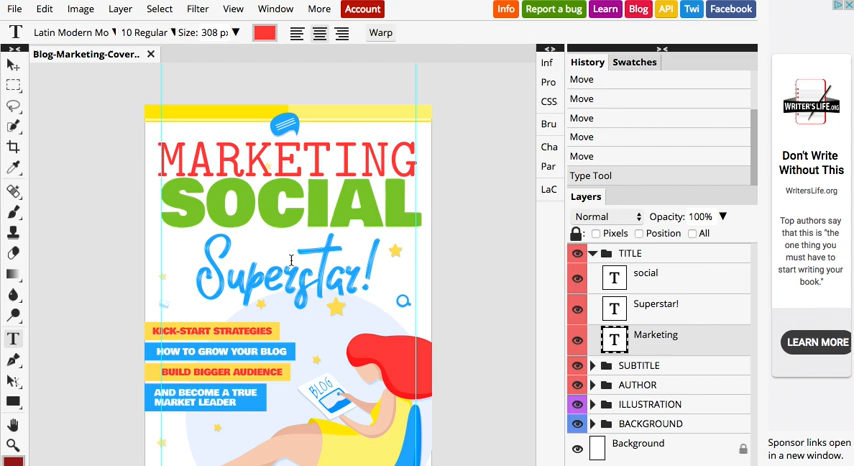 File Edit Image Layer Select Filter View Window More Account Info Report a bug Learn Blog API Twi Facebook
T Latin Modern Mo 10 Regular Size: 308 p Warp
Blog-Marketing-Cover..
Inf
Pro
CSS
Bru
Cha
Par
LaC
MARKETING
SOCIAL
Superstar!
KICK-START STRATEGIES
HOW TO GROW YOUR BLOG
BUILD BIGGER AUDIENCE
AND BECOME A TRUE
MARKET LEADER
BLOG
History Swatches
Move
Move
Move
Move
Move
Type Tool
Layers
Normal Opacity: 100%
Pixels Position All
TITLE
T social
T Superstar!
T Marketing
SUBTITLE
AUTHOR
ILLUSTRATION
BACKGROUND
Background
WRITER'S LIFE.ORG
Don't Write
Without This
WritersLife.org
Top authors say
that this is "the
one thing you
must have to
start writing your
book."
LEARN MORE
Sponsor links open
in a new window.